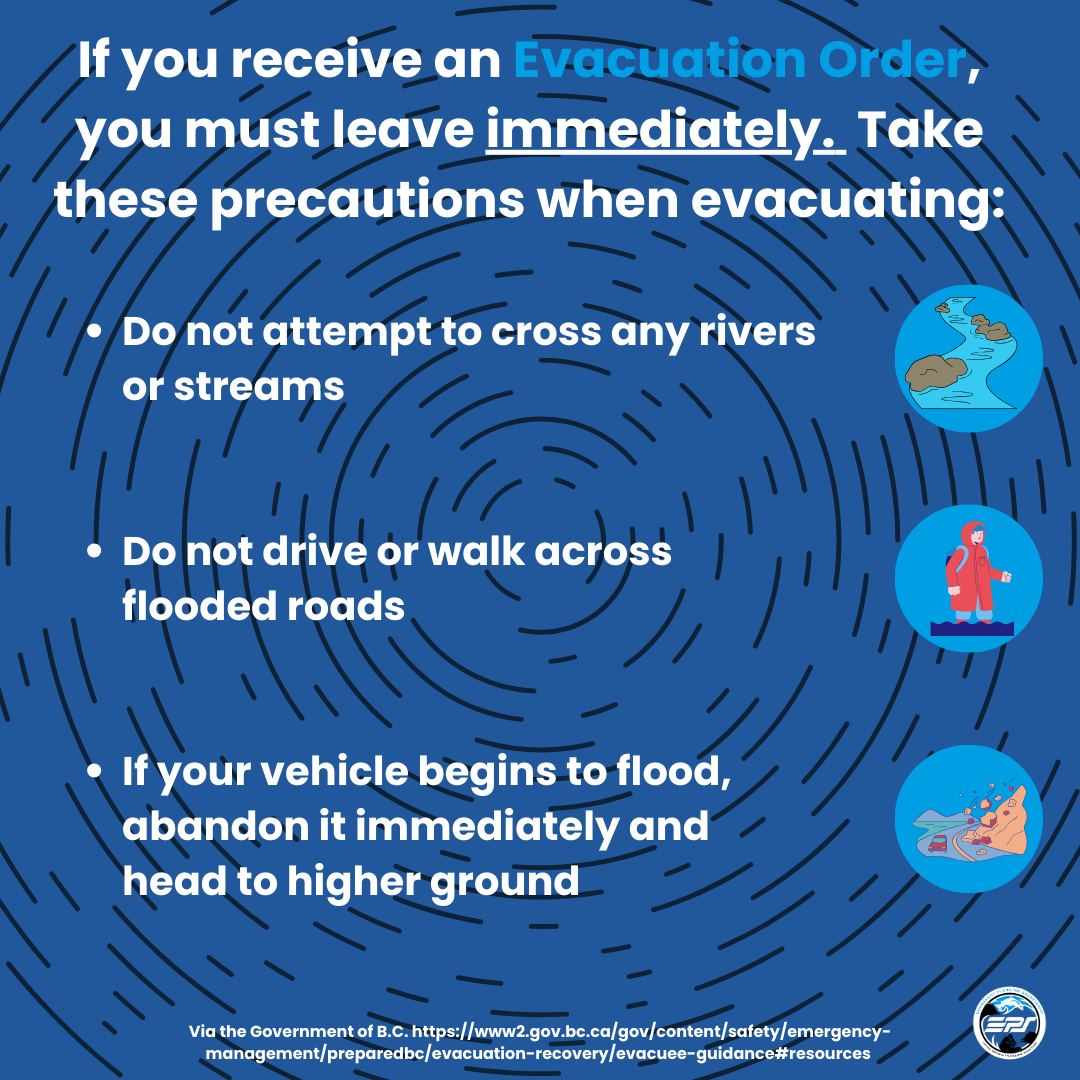 If you receive an Evacuation Order,
you must leave immediately. Take
these precautions when evacuating:
• Do not attempt to cross any rivers
or streams
• Do not drive or walk across
flooded roads
• If your vehicle begins to flood,
abandon it immediately and
head to higher ground
Via the Government of B.C. https://www2.gov.bc.ca/gov/content/safety/emergency-
management/preparedbc/evacuation-recovery/evacuee-guidance#resources
EPS